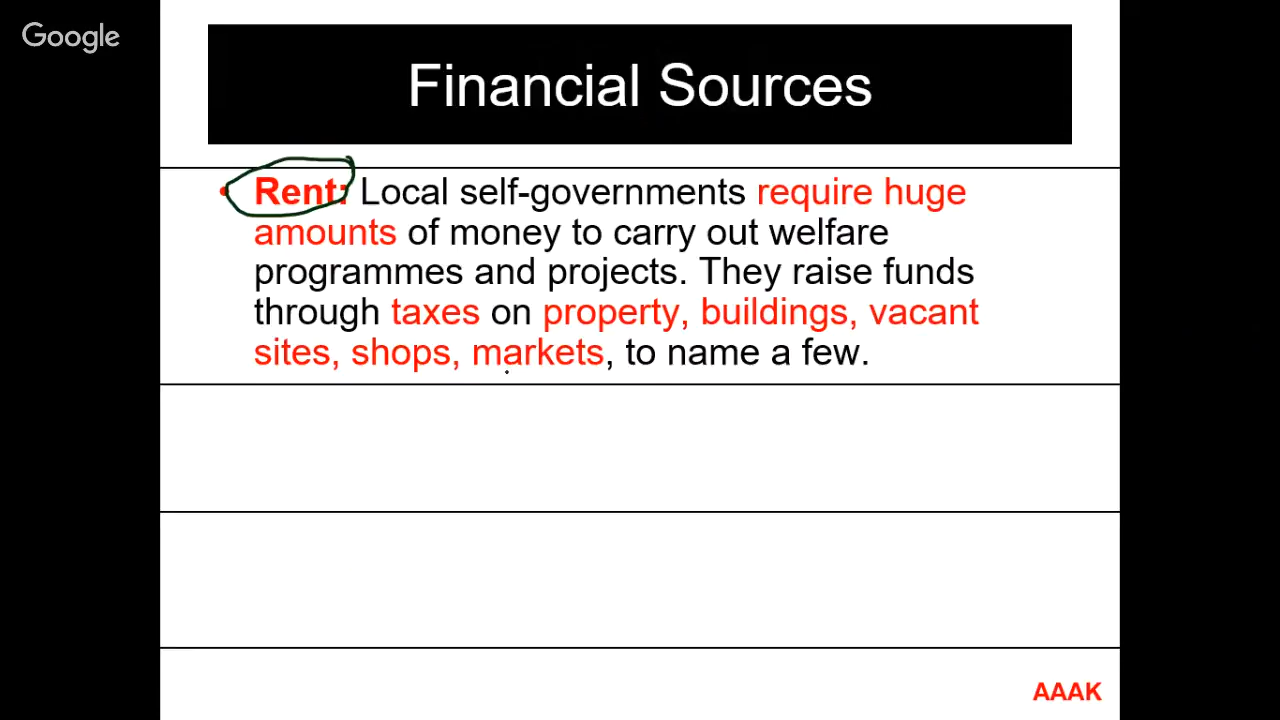 Google
Financial Sources
• Rent: Local self-governments require huge
amounts of money to carry out welfare
programmes and projects. They raise funds
through taxes on property, buildings, vacant
sites, shops, markets, to name a few.
AAAK